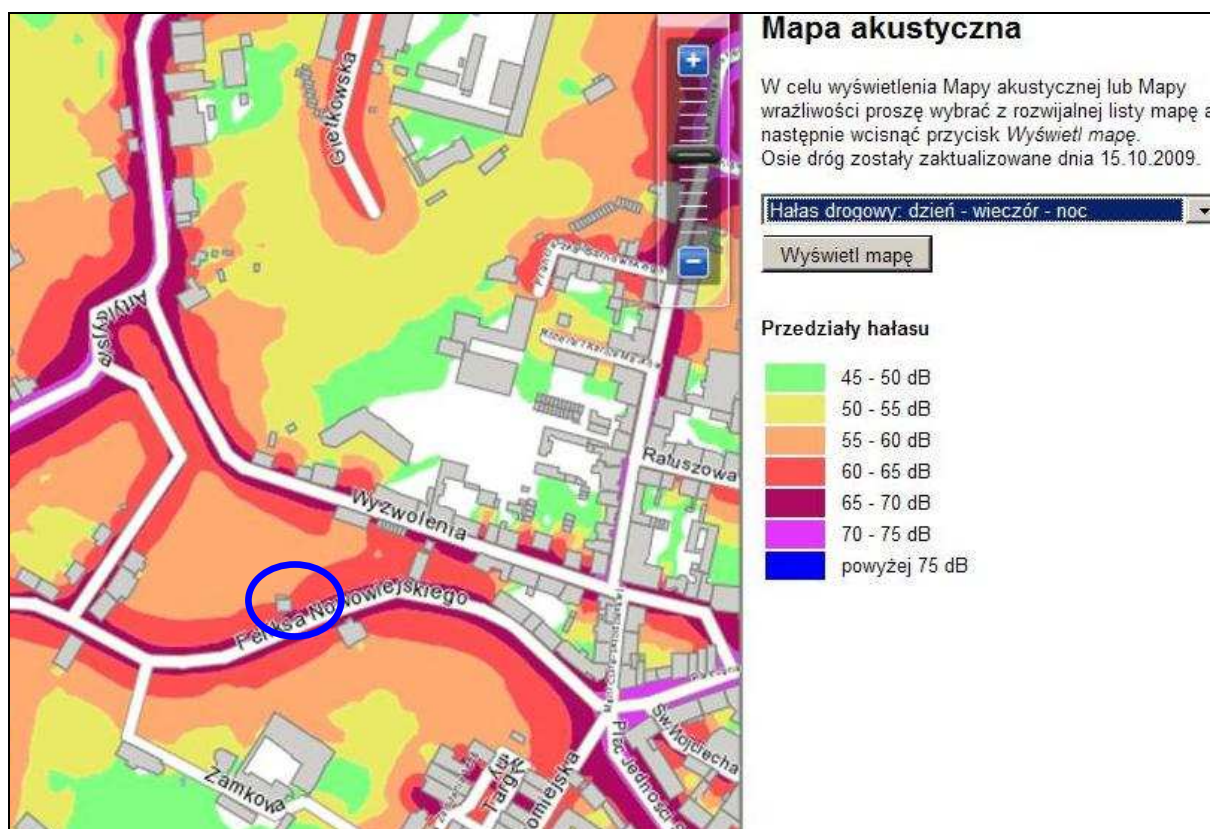 Mapa akustyczna
W celu wyświetlenia Mapy akustycznej lub Mapy
wrażliwości proszę wybrać z rozwijalnej listy mapę a
następnie wcisnąć przycisk Wyświetl mapę.
Osie dróg zostały zaktualizowane dnia 15.10.2009.
Hałas drogowy: dzień - wieczór - noc
Wyświetl mapę
Przedziały hałasu
45 - 50 dB
50 - 55 dB
55 - 60 dB
60 - 65 dB
65 - 70 dB
70 - 75 dB
powyżej 75 dB
Gietkowska
Artyleryjska
Wyzwolenia
Ratuszowa
Feliksa Nowowiejskiego
Zamkowa
Targ
Plac Jedności
Św.Wojciecha